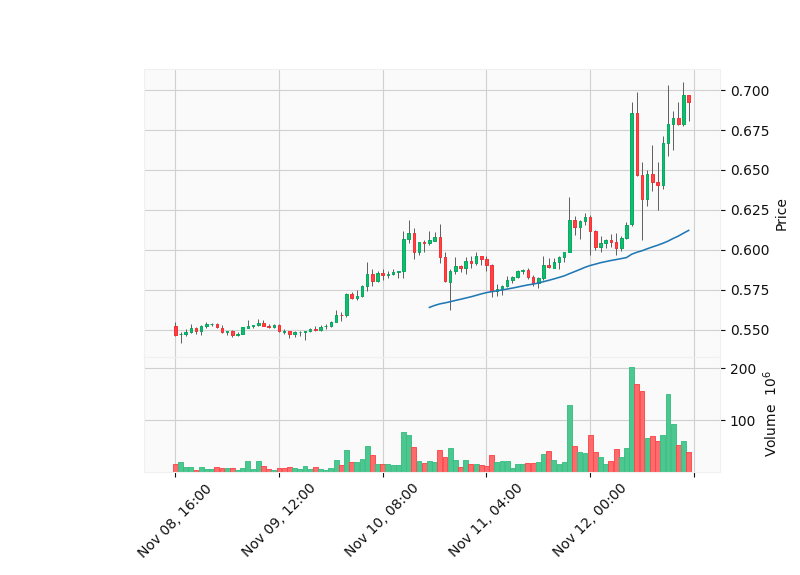 0.700
0.675
0.650
0.625
0.600
0.575
0.550
Price
200
100
Volume 10^6
Nov 08, 16:00
Nov 09, 12:00
Nov 10, 08:00
Nov 11, 04:00
Nov 12, 00:00